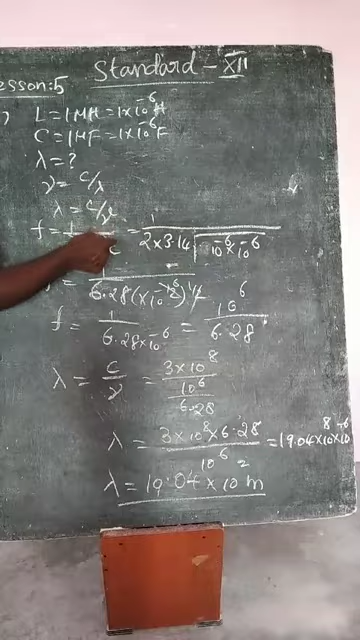 Standard - XII
esson:5
L = 1MH = 1×10⁻⁶H
C = 1MF = 1×10⁻⁶F
λ = ?
ν = c/λ
λ = c/ν
f = 1 = 1 / 2×3.14 √10⁻⁶×10⁻⁶
1 / 6.28(×10⁻¹²)^1/2
f = 1 / 6.28×10⁻⁶ = 10⁶ / 6.28
λ = C / ν = 3×10⁸ / 10⁶ / 6.28
λ = 3×10⁸×6.28 / 10⁶ = 19.04×10⁸×10⁻⁶
λ = 19.04×10² m